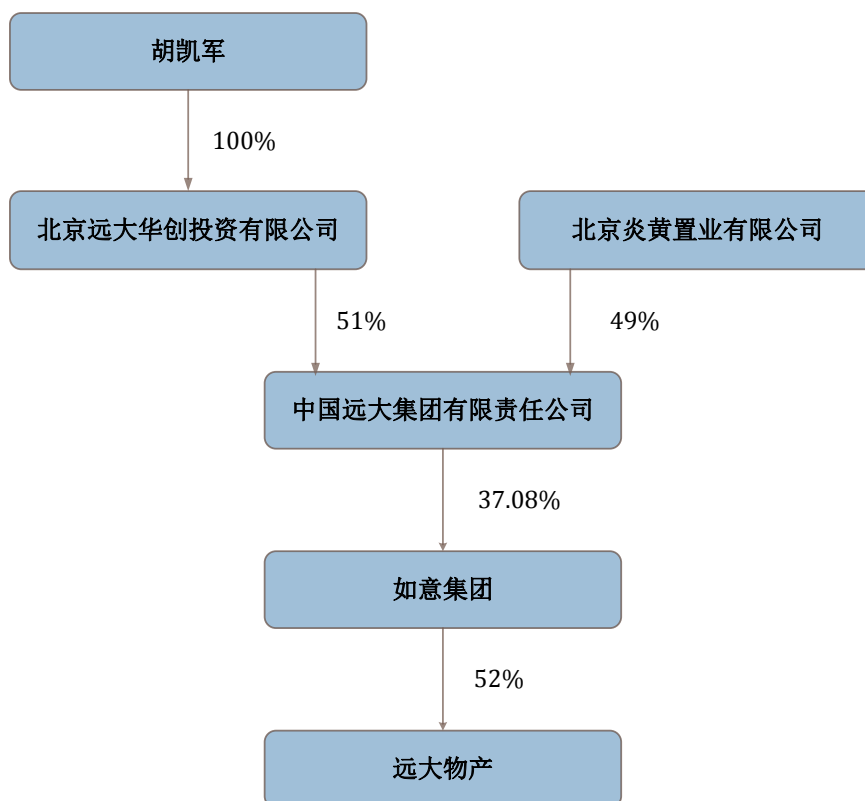 胡凯军
100%
北京远大华创投资有限公司
北京炎黄置业有限公司
51%
49%
中国远大集团有限责任公司
37.08%
如意集团
52%
远大物产